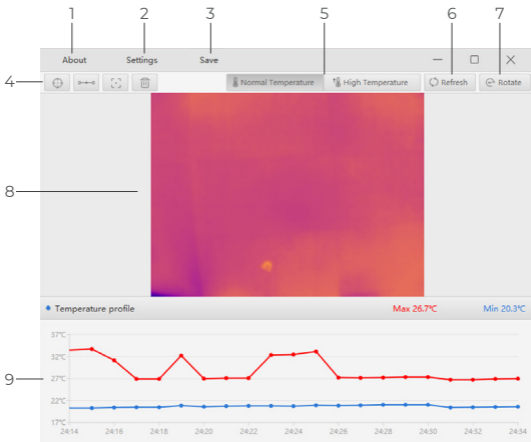 1 2 3 5 6 7
About Settings Save
4 Normal Temperature High Temperature Refresh Rotate
8
Temperature profile Max 26.7℃ Min 20.3℃
37℃
32℃
9 27℃
22℃
17℃
24:14 24:16 24:18 24:20 24:22 24:24 24:26 24:28 24:30 24:32 24:34